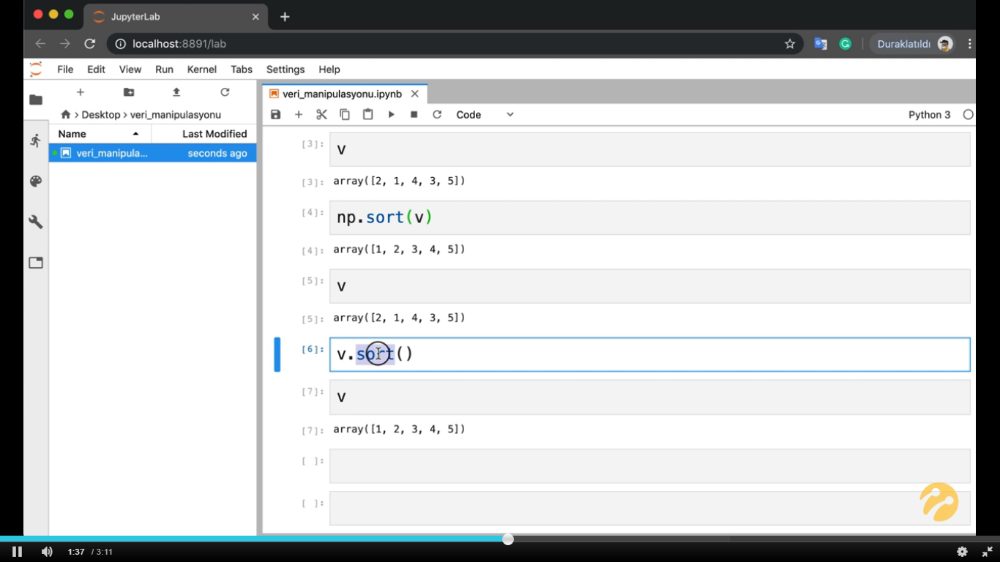 JupyterLab
localhost:8891/lab
Duraklatıldı
File Edit View Run Kernel Tabs Settings Help
veri_manipulasyonu.ipynb
Desktop > veri_manipulasyonu
Code
Python 3
Name
Last Modified
veri_manipula...
seconds ago
[3]: v
[3]: array([2, 1, 4, 3, 5])
[4]: np.sort(v)
[4]: array([1, 2, 3, 4, 5])
[5]: v
[5]: array([2, 1, 4, 3, 5])
[6]: v.sort()
[7]: v
[7]: array([1, 2, 3, 4, 5])
[ ]:
[ ]:
1:37 / 3:11